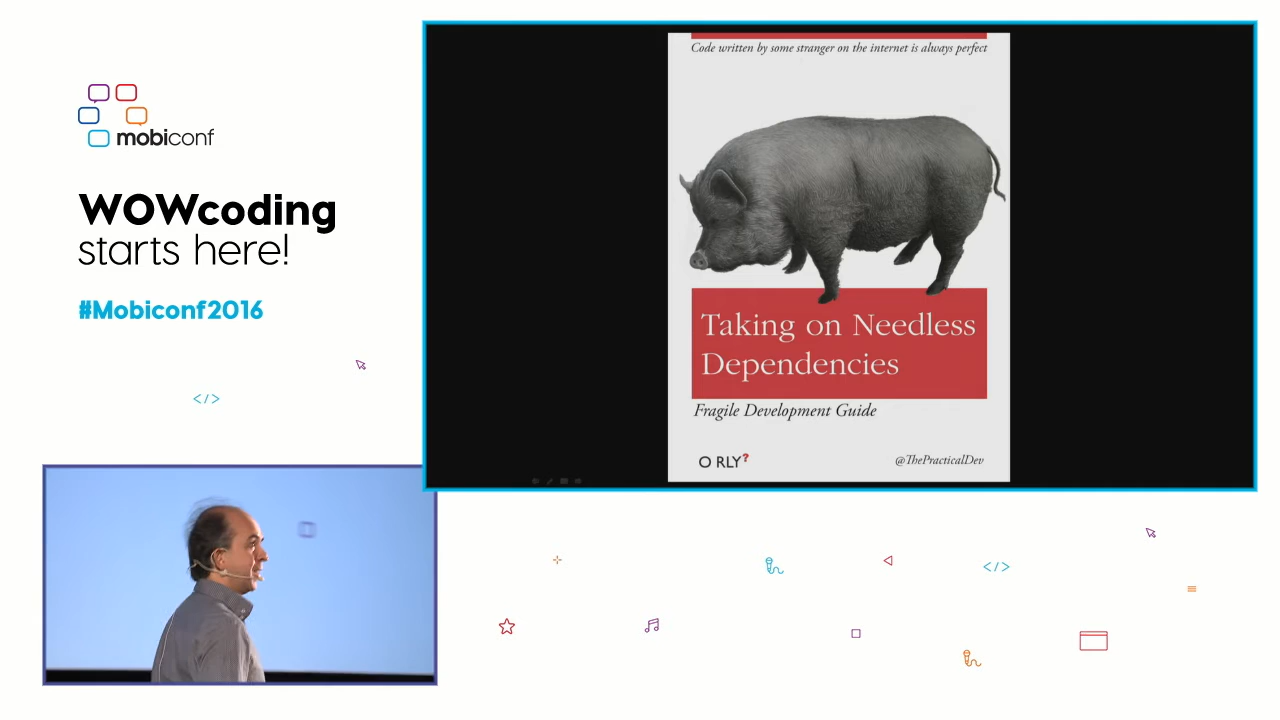 mobiconf
WOWcoding
starts here!
#Mobiconf2016
</>
Code written by some stranger on the internet is always perfect
Taking on Needless
Dependencies
Fragile Development Guide
O RLY?
@ThePracticalDev
</>